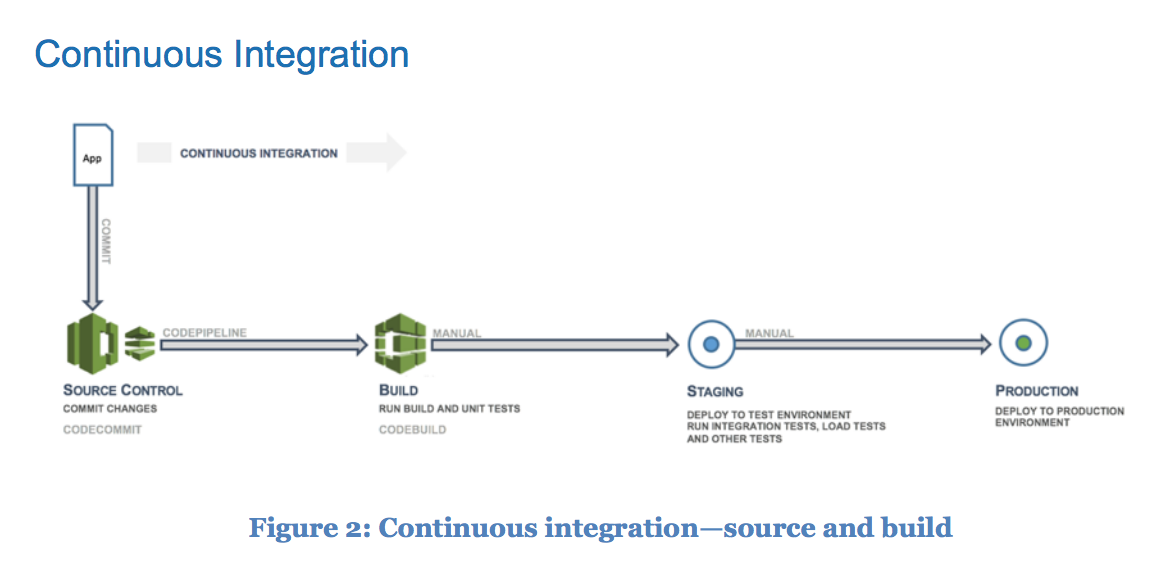 Continuous Integration
App
CONTINUOUS INTEGRATION
COMMIT
CODEPIPELINE
MANUAL
MANUAL
SOURCE CONTROL
COMMIT CHANGES
CODECOMMIT
BUILD
RUN BUILD AND UNIT TESTS
CODEBUILD
STAGING
DEPLOY TO TEST ENVIRONMENT
RUN INTEGRATION TESTS, LOAD TESTS
AND OTHER TESTS
PRODUCTION
DEPLOY TO PRODUCTION
ENVIRONMENT
Figure 2: Continuous integration—source and build